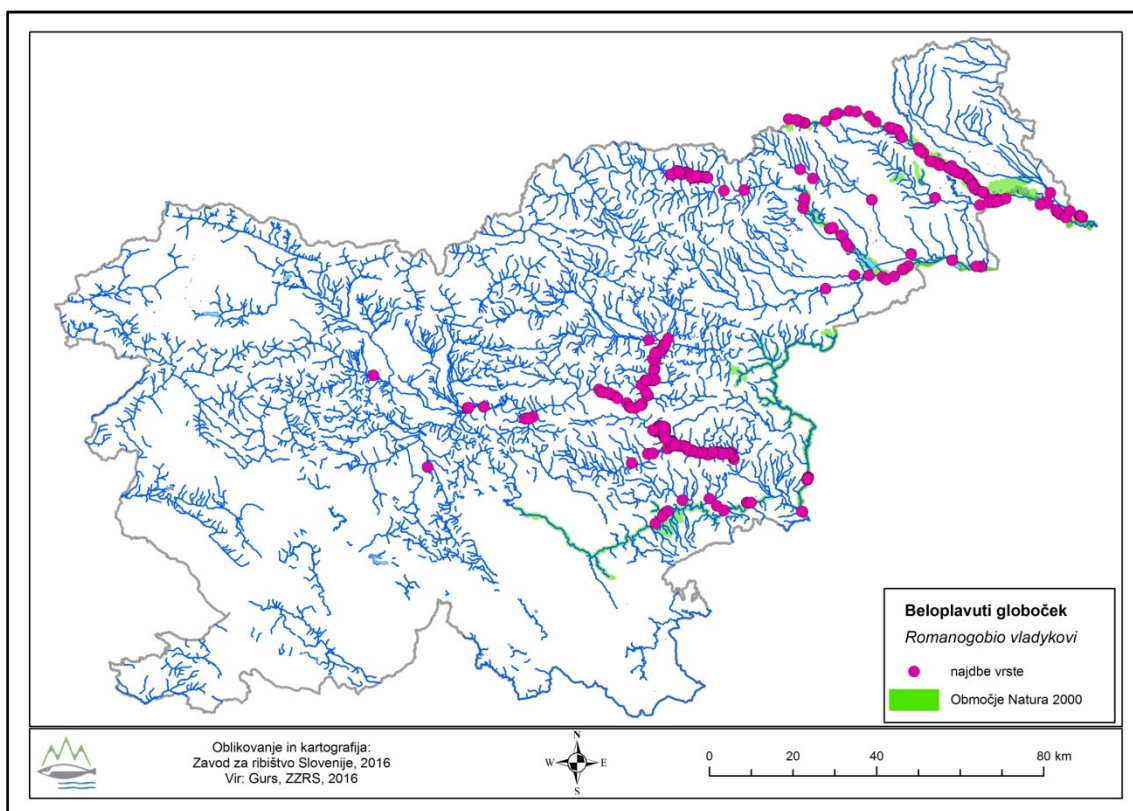 Beloplavuti globoček
Romanogobio vladykovi
najdbe vrste
Območje Natura 2000
Oblikovanje in kartografija:
Zavod za ribištvo Slovenije, 2016
Vir: Gurs, ZZRS, 2016
N
W E
S
0 20 40 80 km